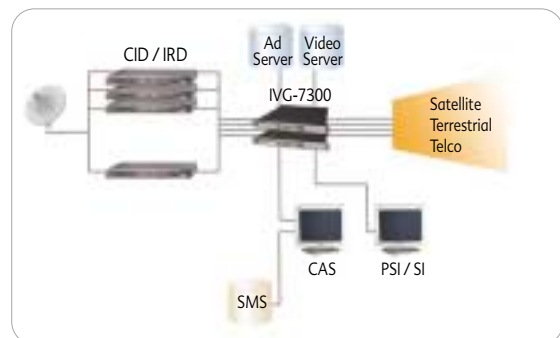 CID / IRD
Ad
Server
Video
Server
IVG-7300
Satellite
Terrestrial
Telco
CAS
PSI / SI
SMS